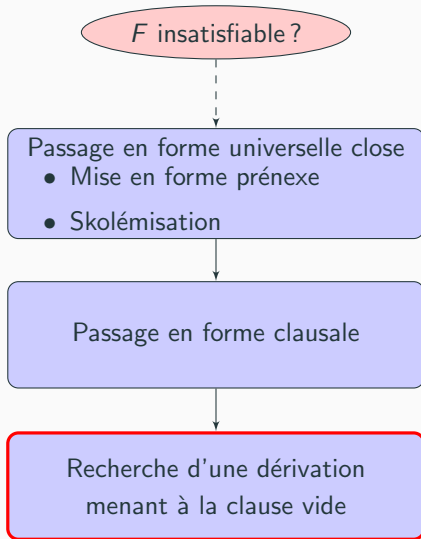 F insatisfiable ?
Passage en forme universelle close
• Mise en forme prénexe
• Skolémisation
Passage en forme clausale
Recherche d'une dérivation
menant à la clause vide